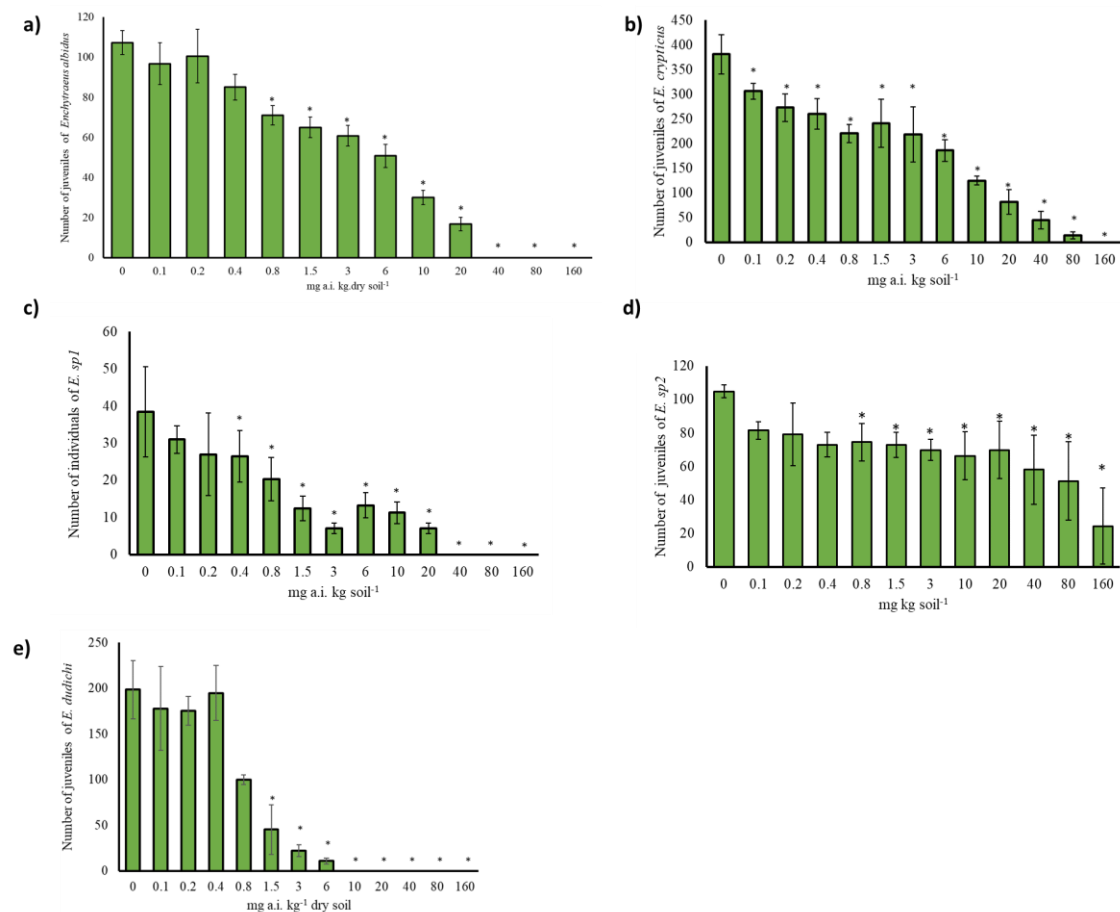 a)
Number of juveniles of Enchytraeus albidus
120
100
80
60
40
20
0
* * * * * * * * *
0 0.1 0.2 0.4 0.8 1.5 3 6 10 20 40 80 160
mg a.i. kg.dry soil-1
b)
Number of juveniles of E. crypticus
450
400
350
300
250
200
150
100
50
0
* * * * * * * * * * * *
0 0.1 0.2 0.4 0.8 1.5 3 6 10 20 40 80 160
mg a.i. kg soil-1
c)
Number of individuals of E. sp1
60
50
40
30
20
10
0
* * * * * * * * * *
0 0.1 0.2 0.4 0.8 1.5 3 6 10 20 40 80 160
mg a.i. kg soil-1
d)
Number of juveniles of E. sp2
120
100
80
60
40
20
0
* * * * * * * *
0 0.1 0.2 0.4 0.8 1.5 3 10 20 40 80 160
mg kg soil-1
e)
Number of juveniles of E. dudichi
250
200
150
100
50
0
* * * * * * * *
0 0.1 0.2 0.4 0.8 1.5 3 6 10 20 40 80 160
mg a.i. kg-1 dry soil